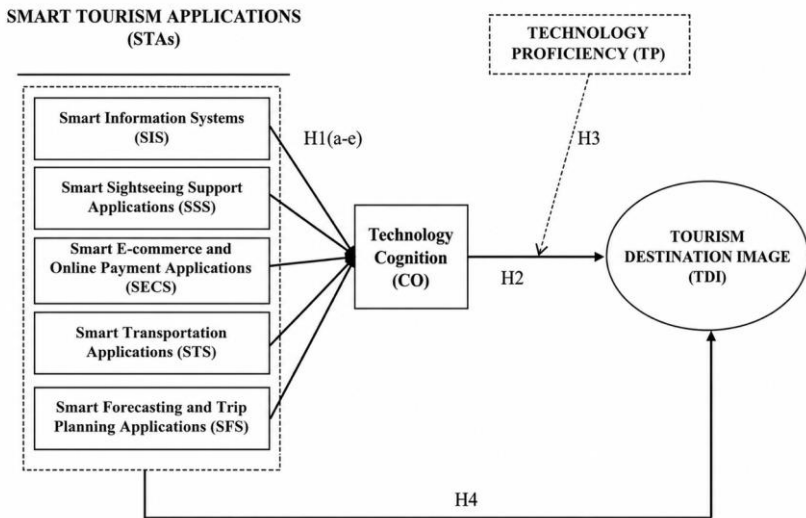 SMART TOURISM APPLICATIONS
(STAs)
TECHNOLOGY
PROFICIENCY (TP)
Smart Information Systems
(SIS)
H1(a-e)
H3
Smart Sightseeing Support
Applications (SSS)
Smart E-commerce and
Online Payment Applications
(SECS)
Technology
Cognition
(CO)
H2
TOURISM
DESTINATION IMAGE
(TDI)
Smart Transportation
Applications (STS)
Smart Forecasting and Trip
Planning Applications (SFS)
H4